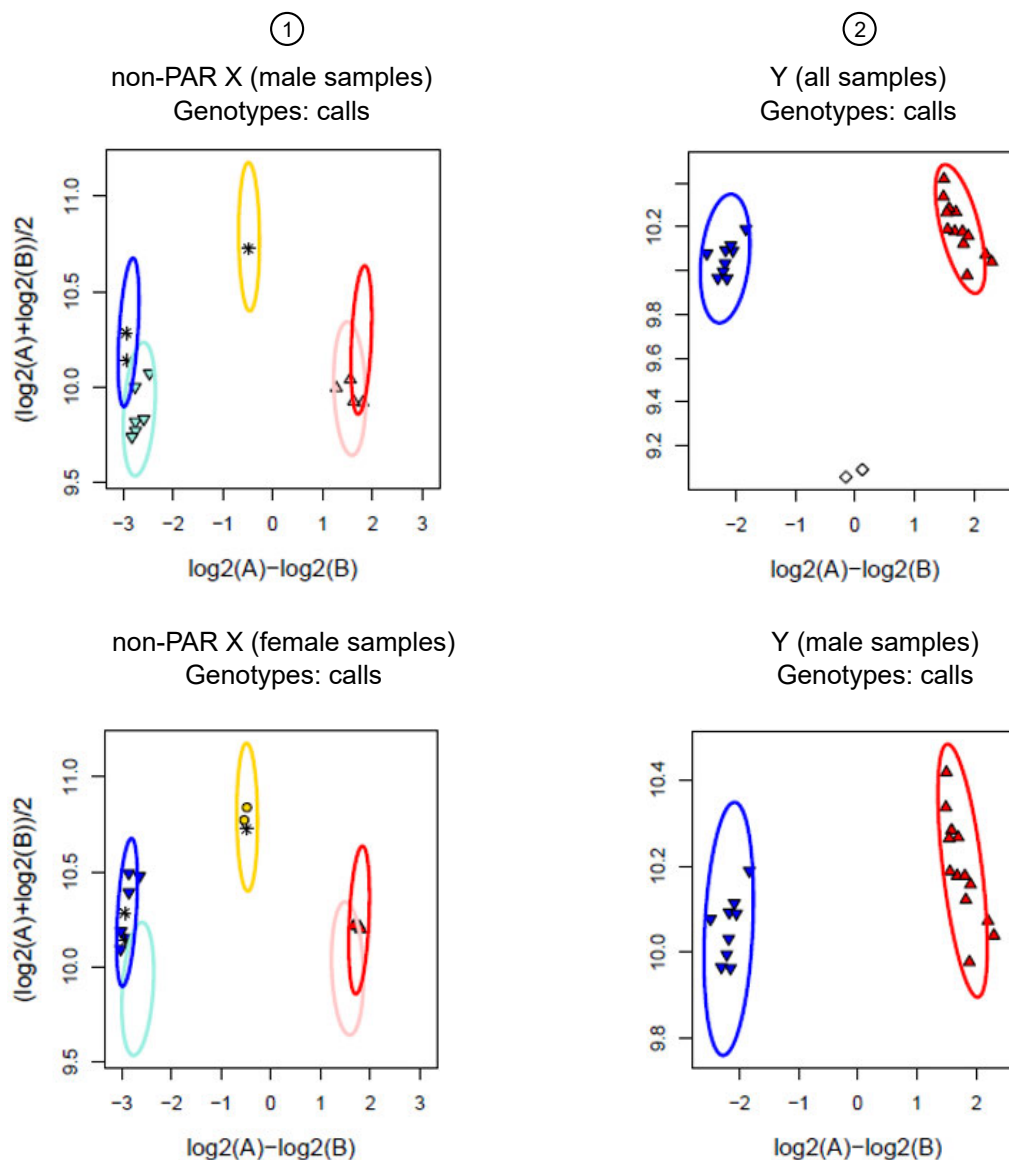 ①
②
non-PAR X (male samples)
Genotypes: calls
Y (all samples)
Genotypes: calls
(log2(A)+log2(B))/2
11.0
10.5
10.0
9.5
−3 −2 −1 0 1 2 3
log2(A)−log2(B)
10.2
9.8
9.6
9.4
9.2
−2 −1 0 1 2
log2(A)−log2(B)
non-PAR X (female samples)
Genotypes: calls
Y (male samples)
Genotypes: calls
(log2(A)+log2(B))/2
11.0
10.5
10.0
9.5
−3 −2 −1 0 1 2 3
log2(A)−log2(B)
10.4
10.2
10.0
9.8
−2 −1 0 1 2
log2(A)−log2(B)